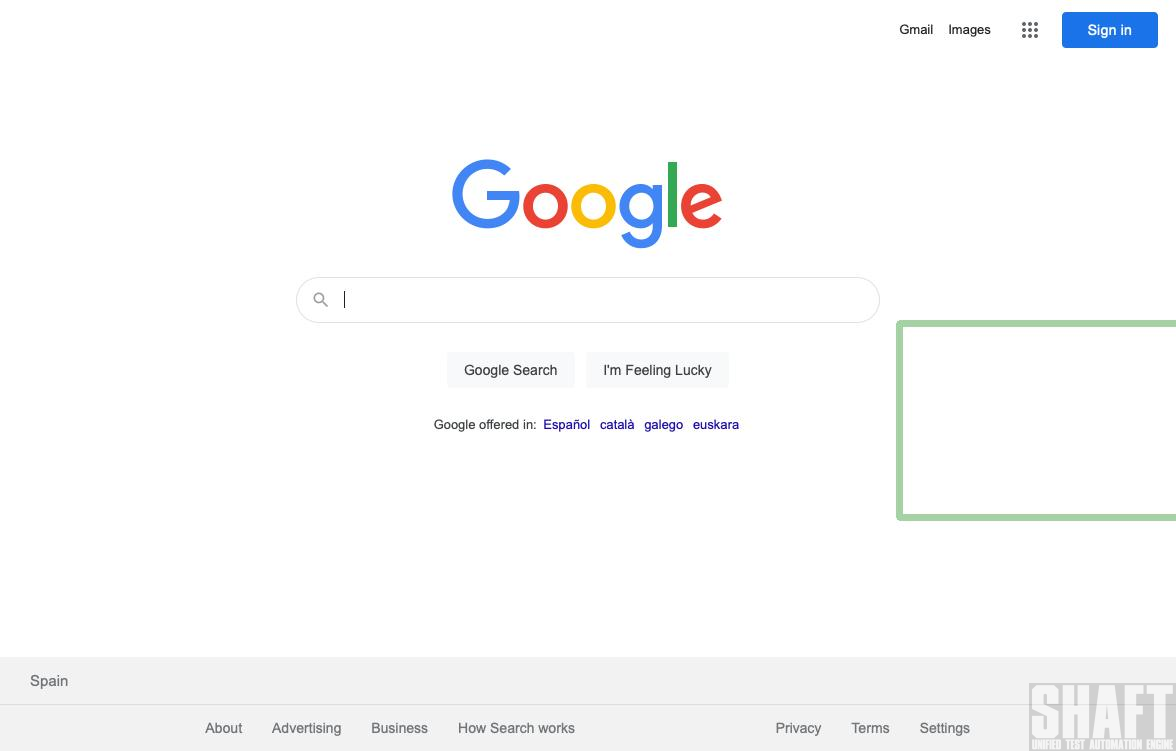 Gmail Images Sign in
Google
Google Search I'm Feeling Lucky
Google offered in: Español català galego euskara
Spain
About Advertising Business How Search works Privacy Terms Settings
SHAFT
UNIFIED TEST AUTOMATION ENGINE